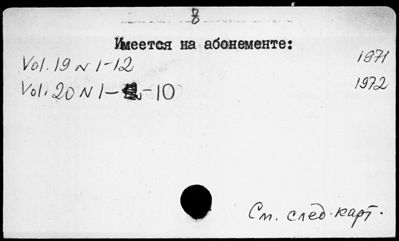 8
Имеется на абонементе:
Vol. 19 N 1-12 1971
Vol. 20 N 1- -10 1972
См. след. карт.